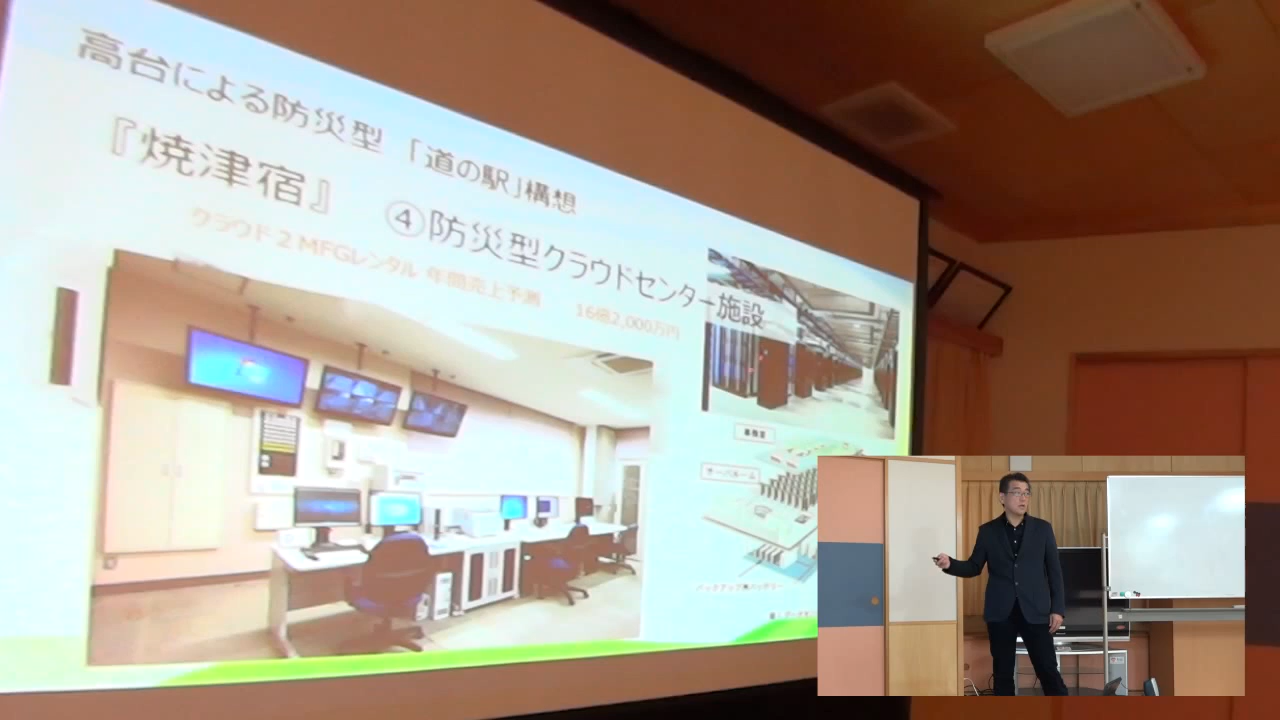 高台による防災型 「道の駅」構想
『焼津宿』 ④防災型クラウドセンター施設
クラウド2 MFGレンタル 年間売上予測 16億2,000万円
サーバルーム
バックアップ用バッテリー